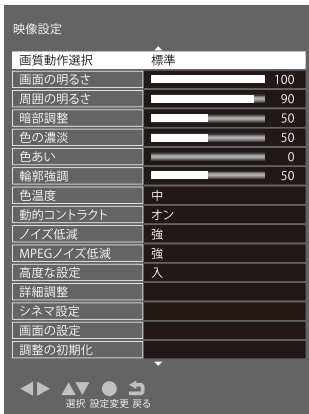 映像設定
画質動作選択 標準
画面の明るさ 100
周囲の明るさ 90
暗部調整 50
色の濃淡 50
色あい 0
輪郭強調 50
色温度 中
動的コントラクト オン
ノイズ低減 強
MPEGノイズ低減 強
高度な設定 入
詳細調整
シネマ設定
画面の設定
調整の初期化
選択 設定変更 戻る